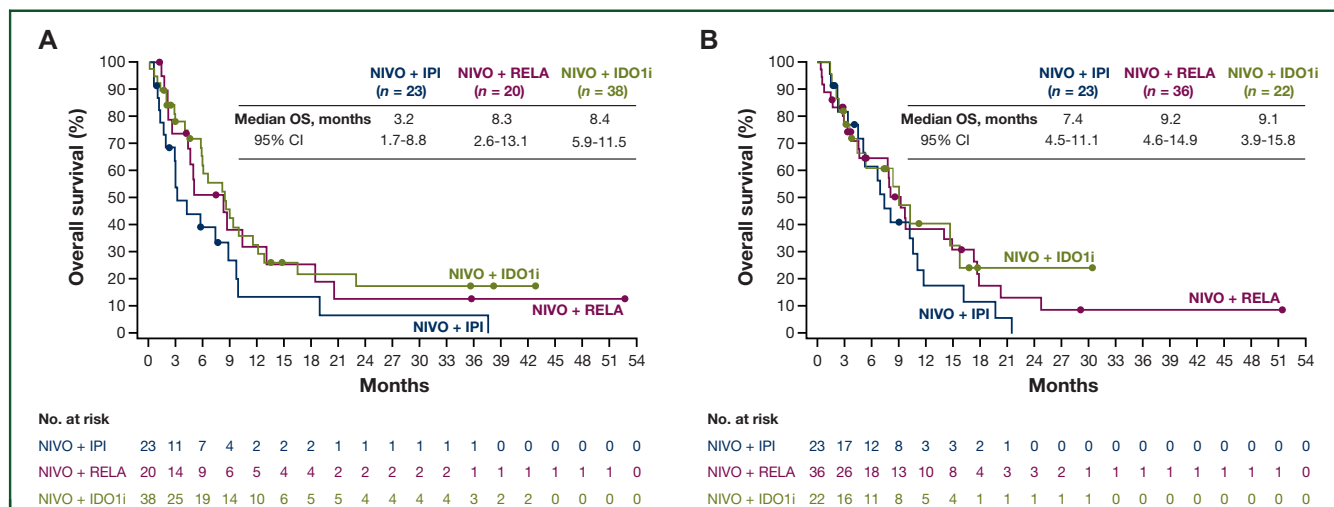 A
NIVO + IPI NIVO + RELA NIVO + IDO1i
(n = 23) (n = 20) (n = 38)
Median OS, months 3.2 8.3 8.4
95% CI 1.7-8.8 2.6-13.1 5.9-11.5
Overall survival (%)
100
90
80
70
60
50
40
30
20
10
0
NIVO + IDO1i
NIVO + RELA
NIVO + IPI
0 3 6 9 12 15 18 21 24 27 30 33 36 39 42 45 48 51 54
Months
No. at risk
NIVO + IPI 23 11 7 4 2 2 2 1 1 1 1 1 1 0 0 0 0 0 0
NIVO + RELA 20 14 9 6 5 4 4 2 2 2 2 2 1 1 1 1 1 1 0
NIVO + IDO1i 38 25 19 14 10 6 5 5 4 4 4 4 3 2 2 0 0 0 0
B
NIVO + IPI NIVO + RELA NIVO + IDO1i
(n = 23) (n = 36) (n = 22)
Median OS, months 7.4 9.2 9.1
95% CI 4.5-11.1 4.6-14.9 3.9-15.8
Overall survival (%)
100
90
80
70
60
50
40
30
20
10
0
NIVO + IDO1i
NIVO + RELA
NIVO + IPI
0 3 6 9 12 15 18 21 24 27 30 33 36 39 42 45 48 51 54
Months
No. at risk
NIVO + IPI 23 17 12 8 3 3 2 1 0 0 0 0 0 0 0 0 0 0 0
NIVO + RELA 36 26 18 13 10 8 4 3 3 2 1 1 1 1 1 1 1 1 0
NIVO + IDO1i 22 16 11 8 5 4 1 1 1 1 1 0 0 0 0 0 0 0 0